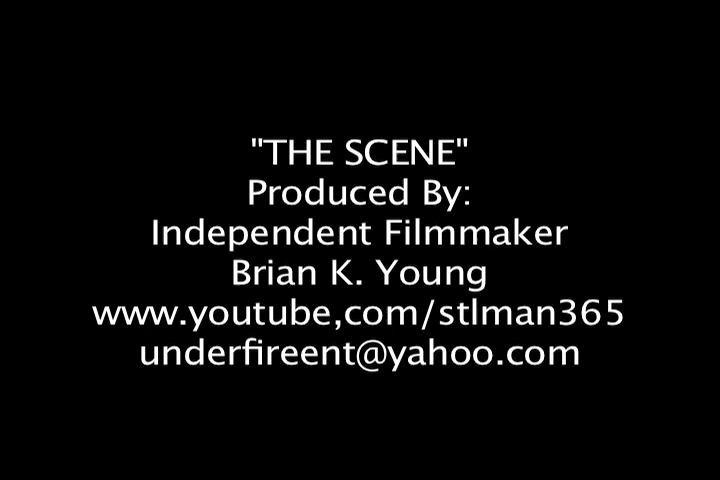 "THE SCENE"
Produced By:
Independent Filmmaker
Brian K. Young
www.youtube,com/stlman365
underfireent@yahoo.com